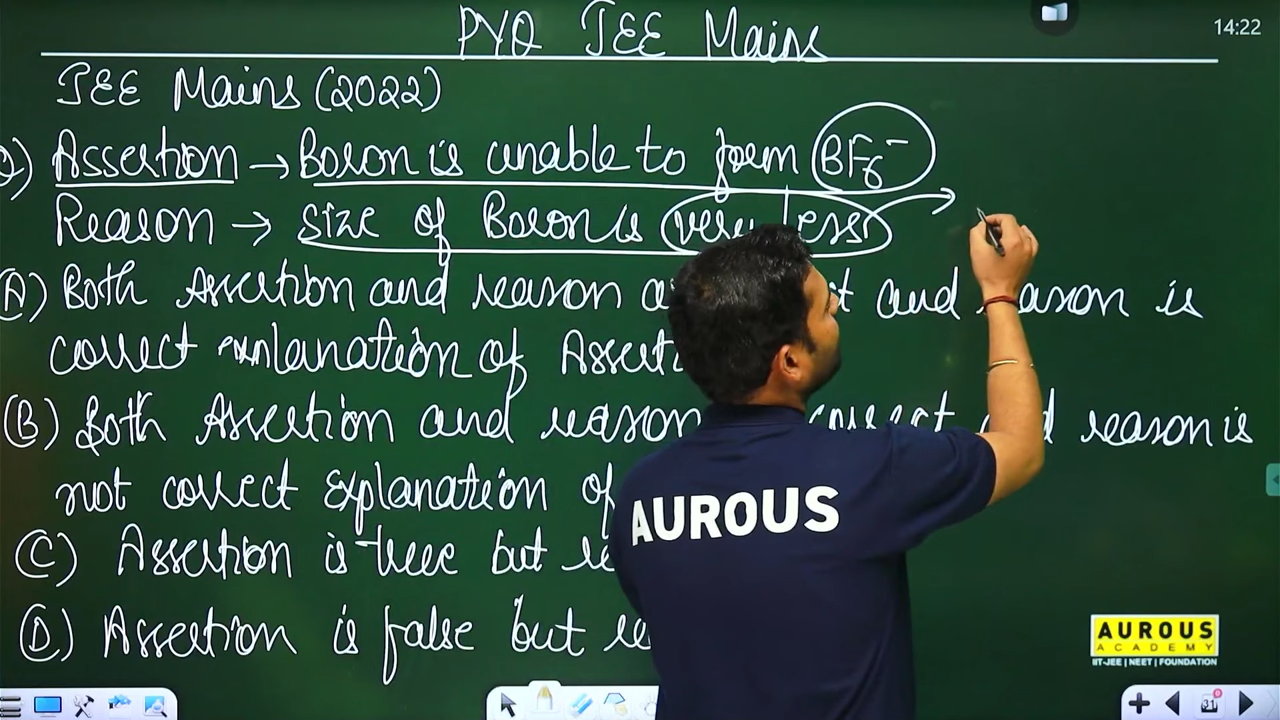 PYQ JEE Mains
14:22
JEE Mains (2022)
Q) Assertion → Boron is unable to form BF6⁻
Reason → size of Boron is very less
(A) Both Assertion and reason and reason is
correct explanation of
(B) Both Assertion and reason correct and reason is
not correct Explanation of
(C) Assertion is true but
(D) Assertion is false but
AUROUS
AUROUS
ACADEMY
IIT-JEE | NEET | FOUNDATION
31